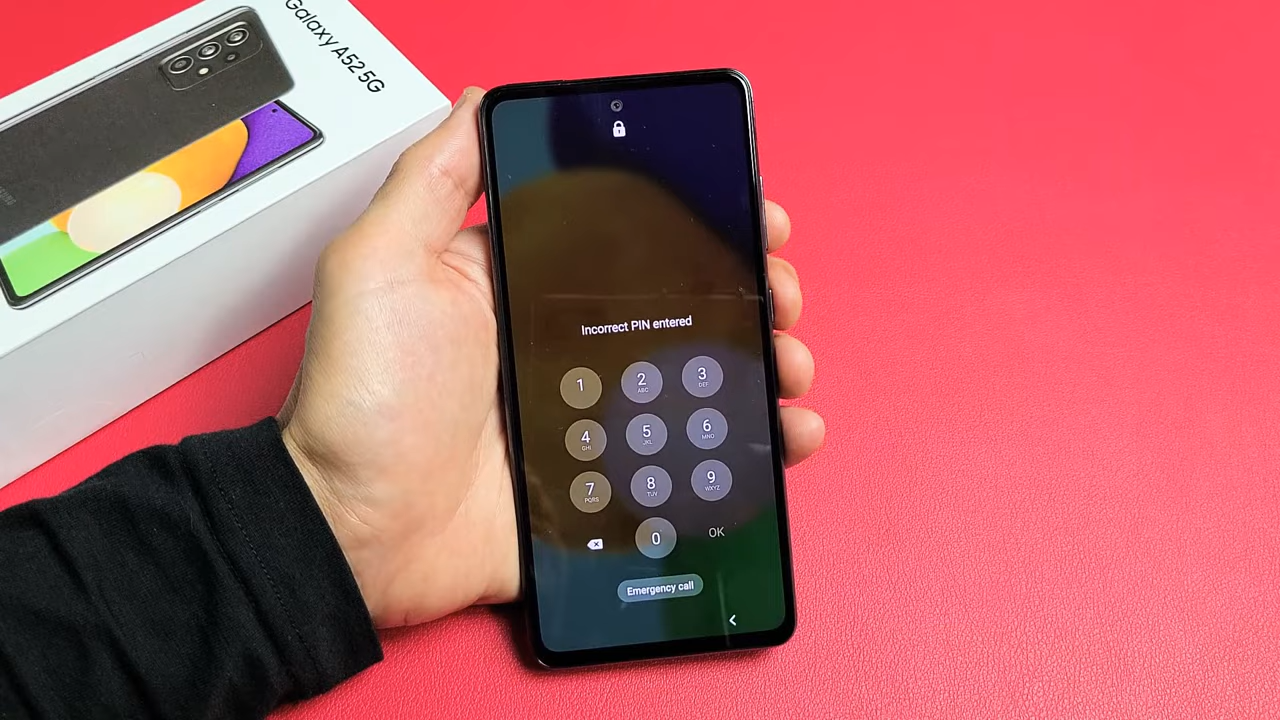 Galaxy A52 5G
SAMSUNG
Incorrect PIN entered
1
2
ABC
3
DEF
4
GHI
5
JKL
6
MNO
7
PQRS
8
TUV
9
WXYZ
0
OK
Emergency call